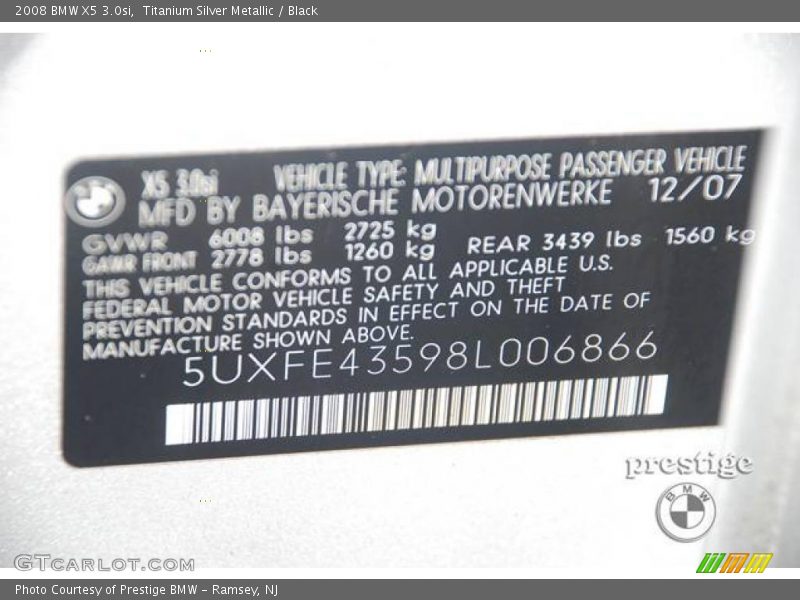 2008 BMW X5 3.0si, Titanium Silver Metallic / Black
X5 3.0si VEHICLE TYPE: MULTIPURPOSE PASSENGER VEHICLE
MFD BY BAYERISCHE MOTORENWERKE 12/07
GVWR 6008 lbs 2725 kg
GAWR FRONT 2778 lbs 1260 kg REAR 3439 lbs 1560 kg
THIS VEHICLE CONFORMS TO ALL APPLICABLE U.S.
FEDERAL MOTOR VEHICLE SAFETY AND THEFT
PREVENTION STANDARDS IN EFFECT ON THE DATE OF
MANUFACTURE SHOWN ABOVE.
5UXFE43598L006866
prestige
BMW
GTCARLOT.COM
Photo Courtesy of Prestige BMW - Ramsey, NJ